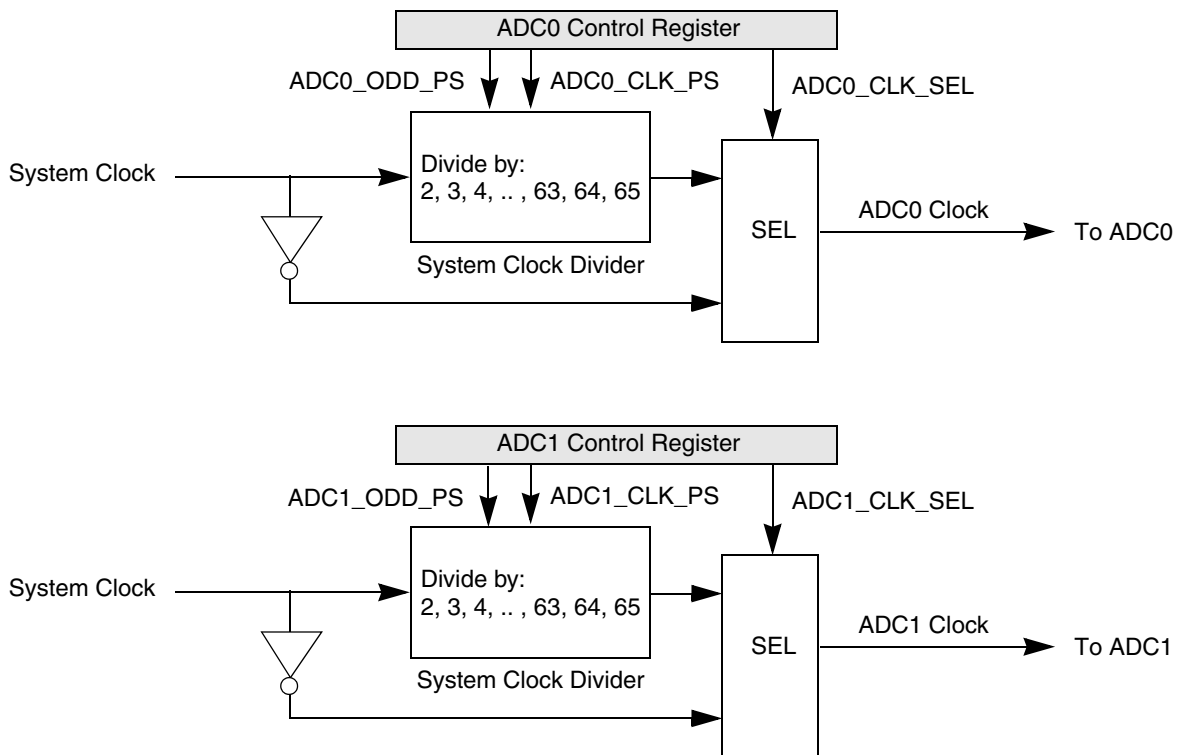 ADC0 Control Register
ADC0_ODD_PS
ADC0_CLK_PS
ADC0_CLK_SEL
System Clock
Divide by:
2, 3, 4, .. , 63, 64, 65
System Clock Divider
SEL
ADC0 Clock
To ADC0
ADC1 Control Register
ADC1_ODD_PS
ADC1_CLK_PS
ADC1_CLK_SEL
System Clock
Divide by:
2, 3, 4, .. , 63, 64, 65
System Clock Divider
SEL
ADC1 Clock
To ADC1